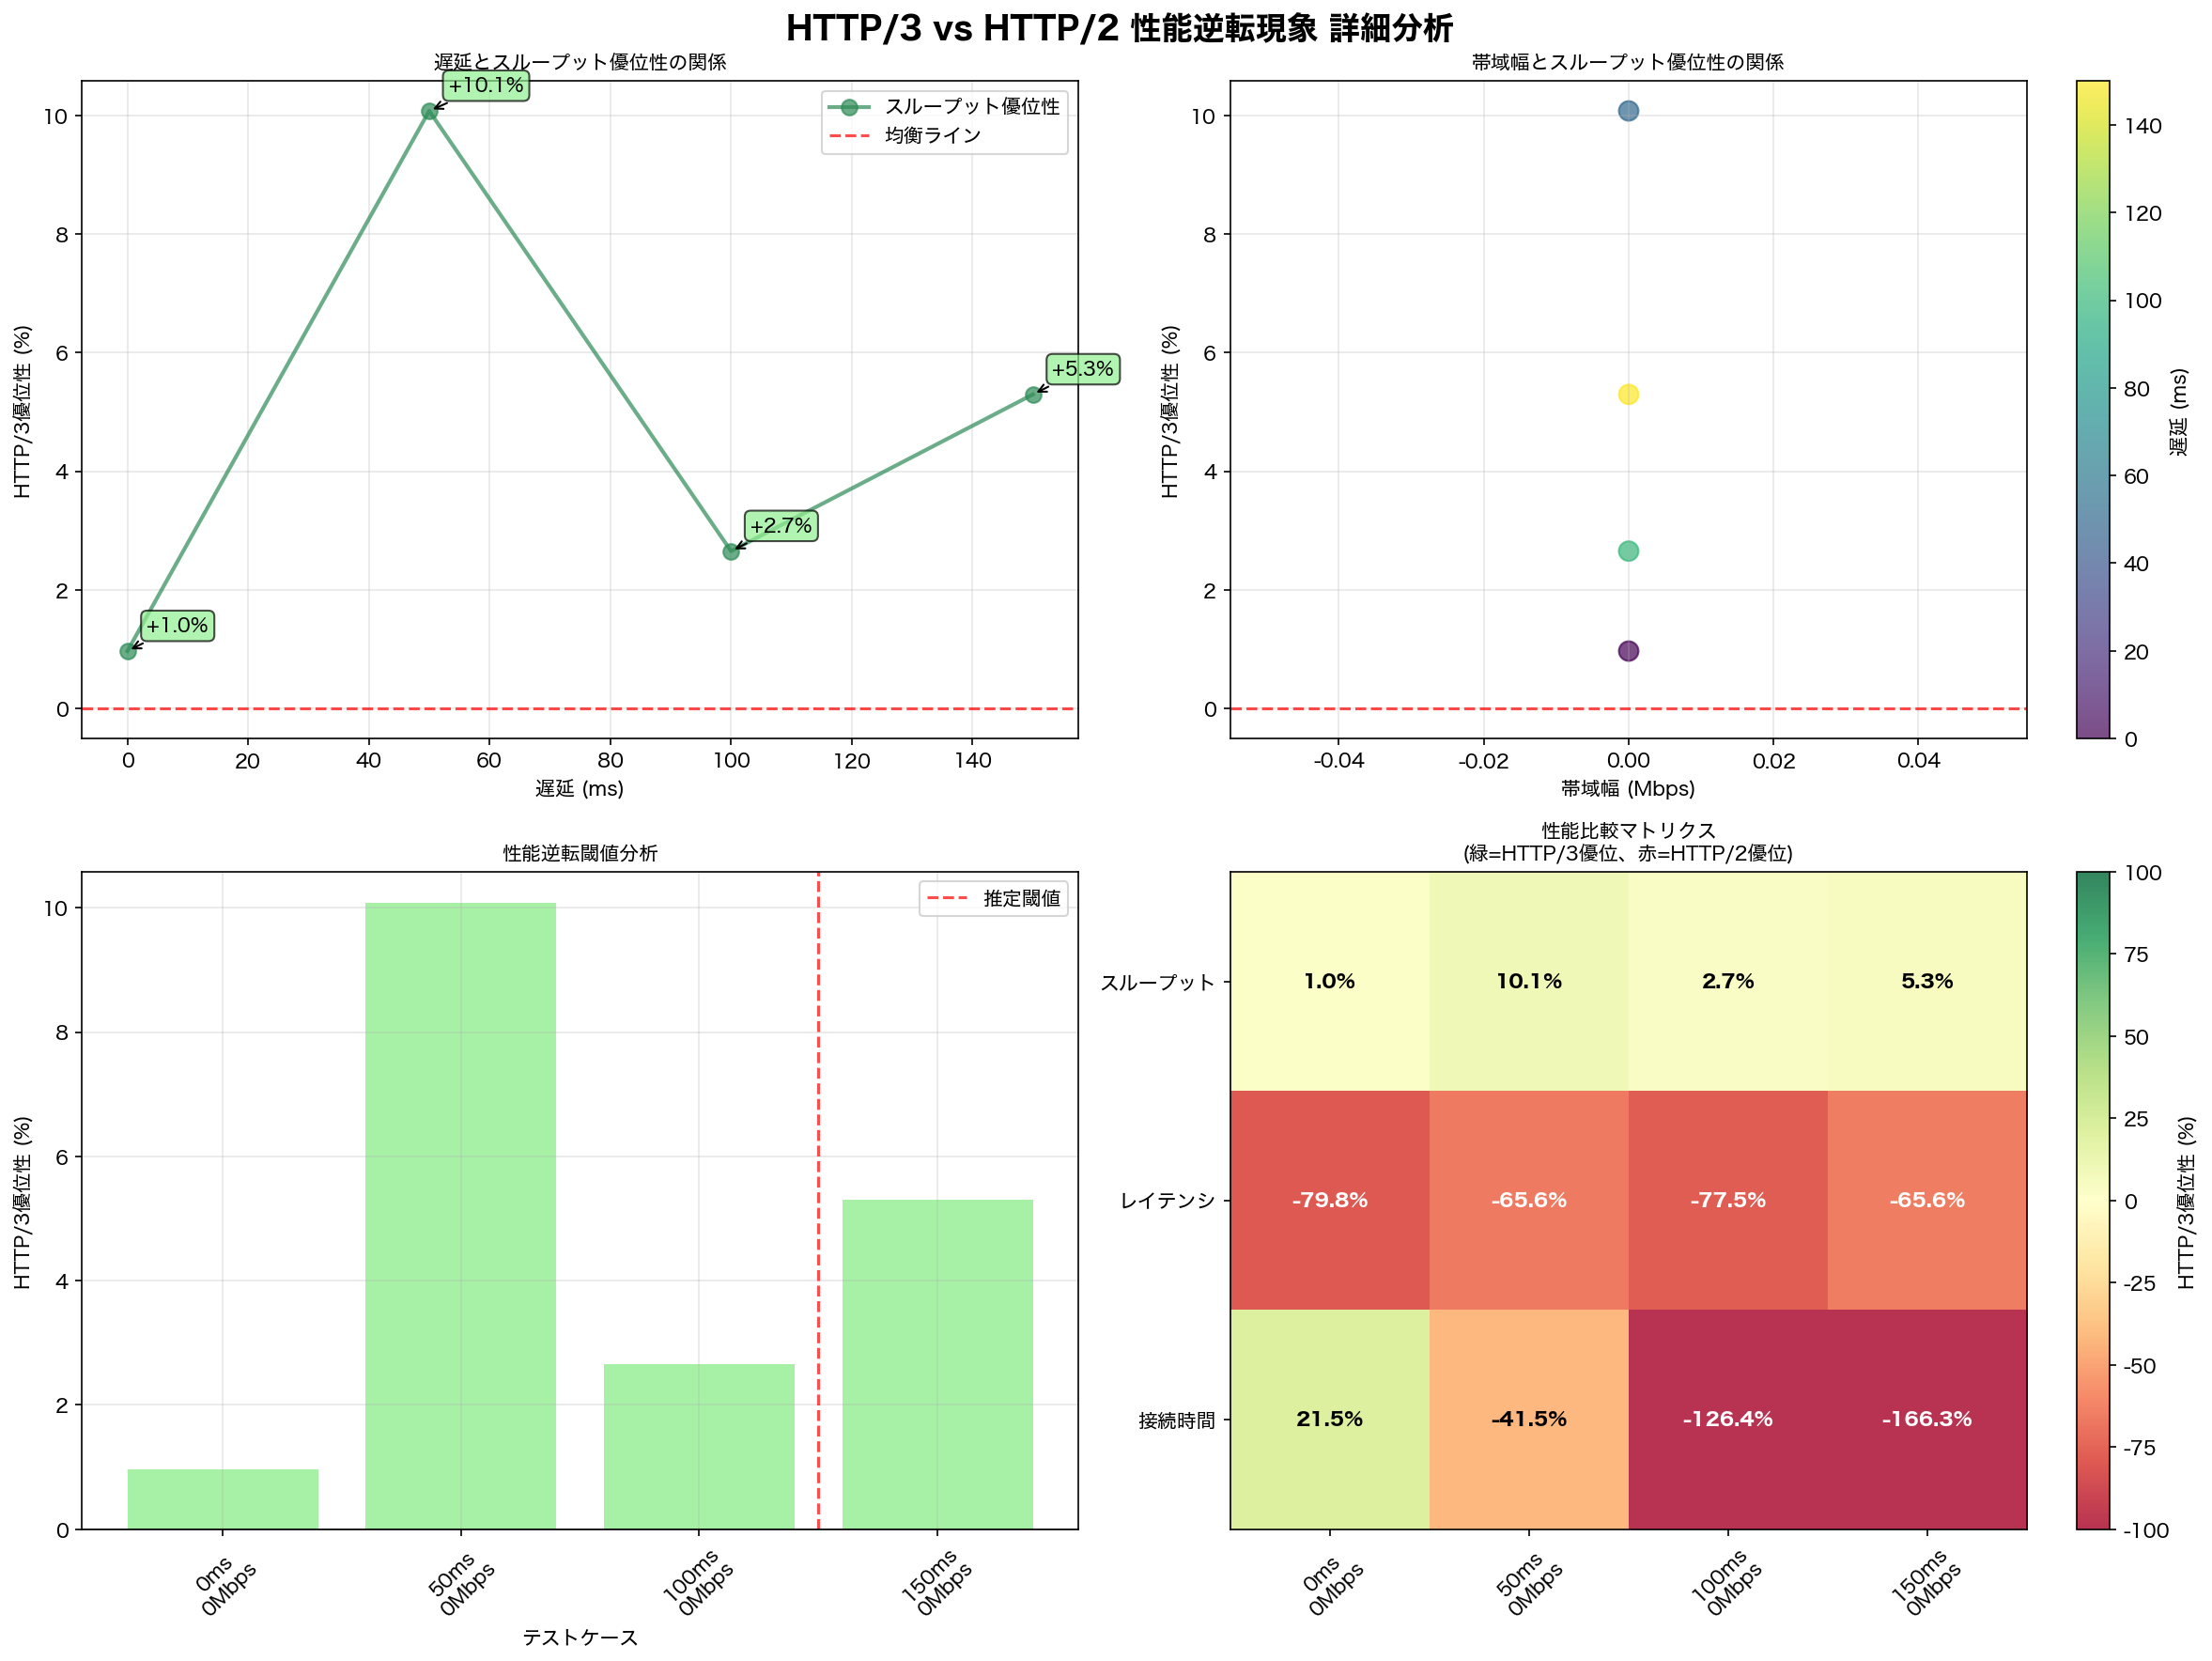 HTTP/3 vs HTTP/2 性能逆転現象 詳細分析
遅延とスループット優位性の関係
HTTP/3優位性 (%)
10
8
6
4
2
0
+1.0%
+10.1%
+2.7%
+5.3%
スループット優位性
均衡ライン
0
20
40
60
80
100
120
140
遅延 (ms)
帯域幅とスループット優位性の関係
HTTP/3優位性 (%)
10
8
6
4
2
0
-0.04
-0.02
0.00
0.02
0.04
帯域幅 (Mbps)
140
120
100
80
60
40
20
0
遅延 (ms)
性能逆転閾値分析
HTTP/3優位性 (%)
10
8
6
4
2
0
推定閾値
0ms
0Mbps
50ms
0Mbps
100ms
0Mbps
150ms
0Mbps
テストケース
性能比較マトリクス
(緑=HTTP/3優位、赤=HTTP/2優位)
スループット
1.0%
10.1%
2.7%
5.3%
レイテンシ
-79.8%
-65.6%
-77.5%
-65.6%
接続時間
21.5%
-41.5%
-126.4%
-166.3%
0ms
0Mbps
50ms
0Mbps
100ms
0Mbps
150ms
0Mbps
100
75
50
25
0
-25
-50
-75
-100
HTTP/3優位性 (%)